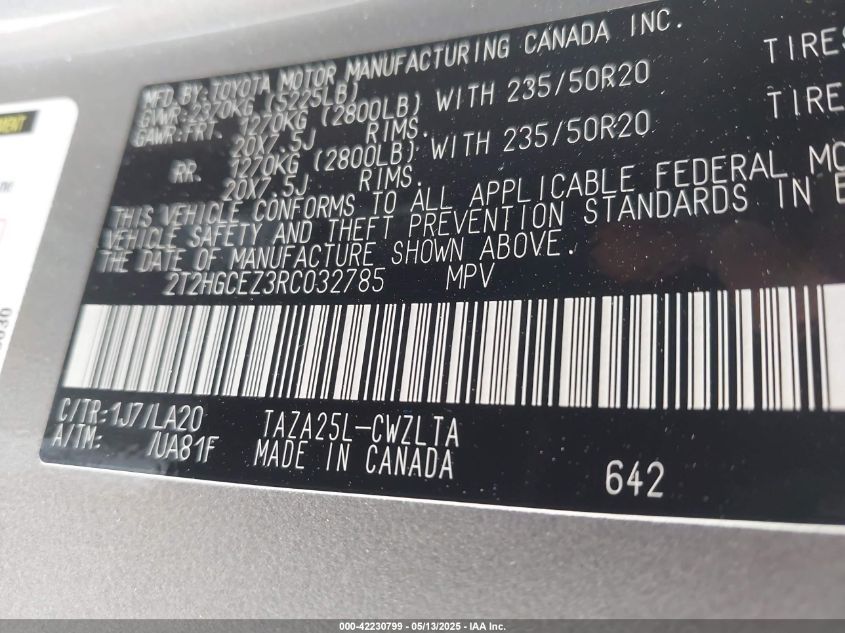 MFD.BY:TOYOTA MOTOR MANUFACTURING CANADA INC.
GVWR:2370KG (5225LB)
GAWR:FRT. 1270KG (2800LB) WITH 235/50R20 TIRES
20X7.5J RIMS.
RR. 1270KG (2800LB) WITH 235/50R20 TIRES
20X7.5J RIMS.
THIS VEHICLE CONFORMS TO ALL APPLICABLE FEDERAL MO
VEHICLE SAFETY AND THEFT PREVENTION STANDARDS IN E
THE DATE OF MANUFACTURE SHOWN ABOVE.
2T2HGCEZ3RC032785 MPV
C/TR:1J7/LA20 TAZA25L-CWZLTA
A/TM: /UA81F MADE IN CANADA
642
000-42230799 - 05/13/2025 - IAA Inc.